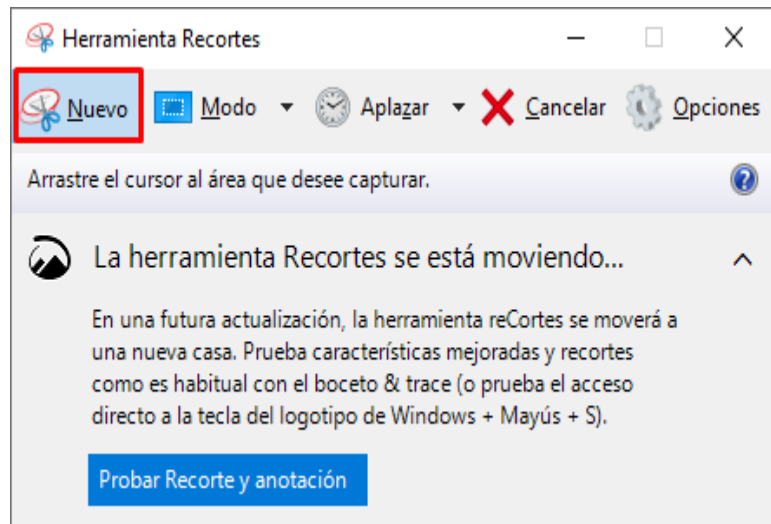 Herramienta Recortes
Nuevo Modo Aplazar Cancelar Opciones
Arrastre el cursor al área que desee capturar.
La herramienta Recortes se está moviendo...
En una futura actualización, la herramienta reCortes se moverá a
una nueva casa. Prueba características mejoradas y recortes
como es habitual con el boceto & trace (o prueba el acceso
directo a la tecla del logotipo de Windows + Mayús + S).
Probar Recorte y anotación